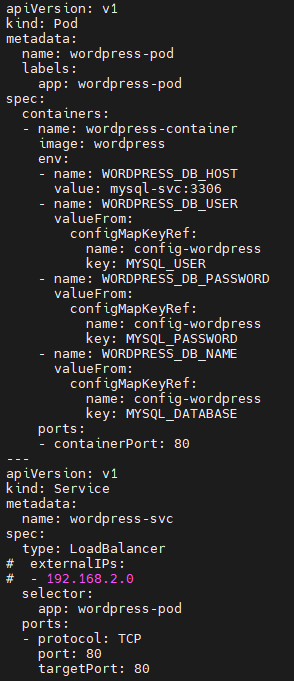 apiVersion: v1
kind: Pod
metadata:
  name: wordpress-pod
  labels:
    app: wordpress-pod
spec:
  containers:
  - name: wordpress-container
    image: wordpress
    env:
    - name: WORDPRESS_DB_HOST
      value: mysql-svc:3306
    - name: WORDPRESS_DB_USER
      valueFrom:
        configMapKeyRef:
          name: config-wordpress
          key: MYSQL_USER
    - name: WORDPRESS_DB_PASSWORD
      valueFrom:
        configMapKeyRef:
          name: config-wordpress
          key: MYSQL_PASSWORD
    - name: WORDPRESS_DB_NAME
      valueFrom:
        configMapKeyRef:
          name: config-wordpress
          key: MYSQL_DATABASE
    ports:
    - containerPort: 80
---
apiVersion: v1
kind: Service
metadata:
  name: wordpress-svc
spec:
  type: LoadBalancer
#  externalIPs:
#  - 192.168.2.0
  selector:
    app: wordpress-pod
  ports:
  - protocol: TCP
    port: 80
    targetPort: 80